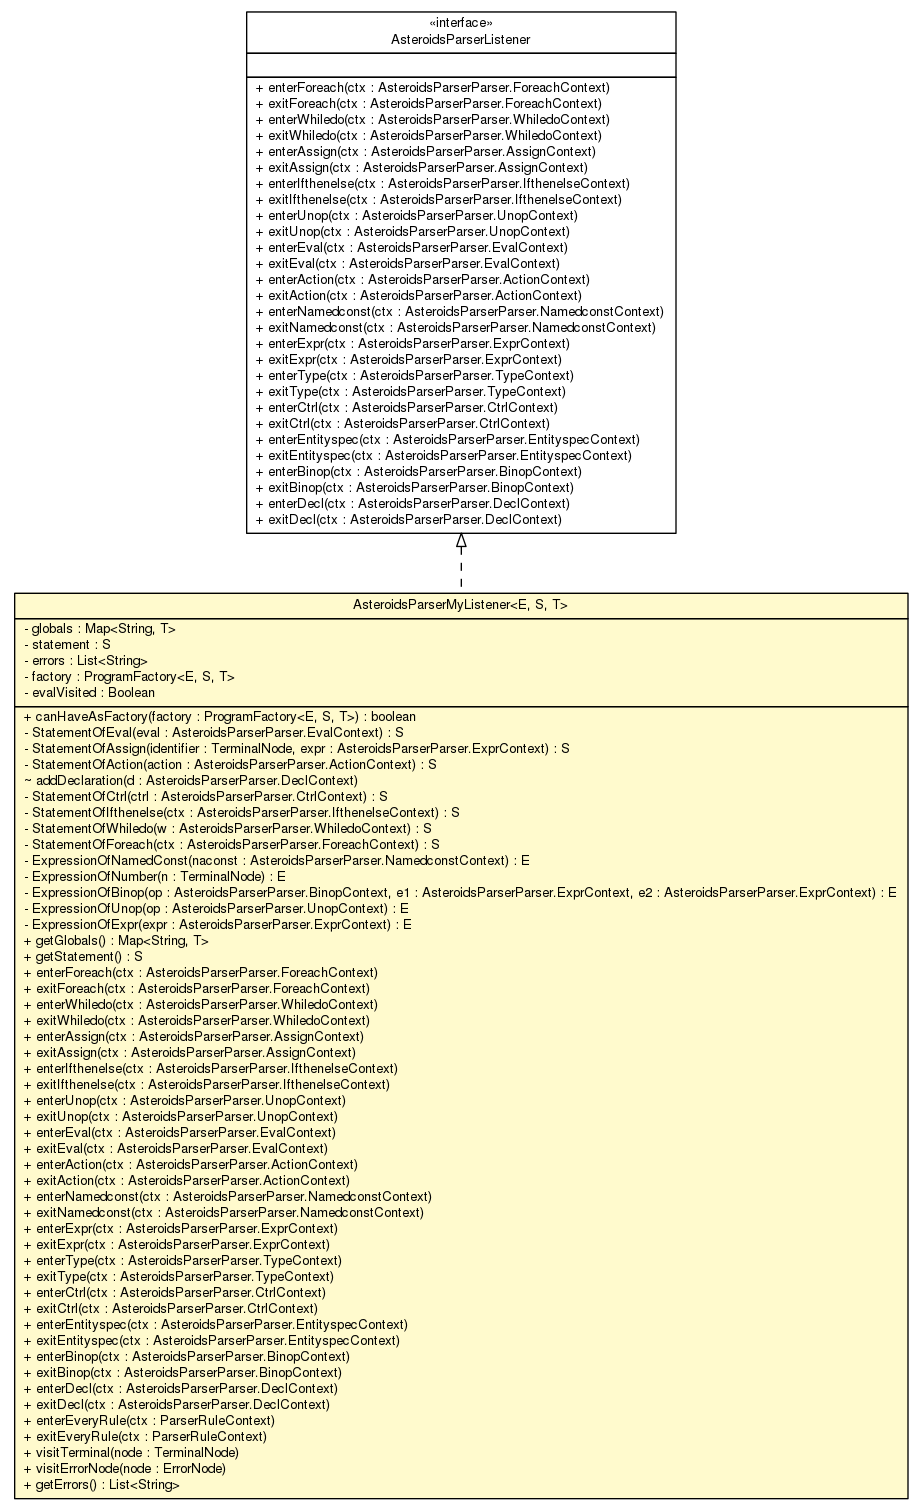 «interface»
AsteroidsParserListener
+ enterForeach(ctx : AsteroidsParserParser.ForeachContext)
+ exitForeach(ctx : AsteroidsParserParser.ForeachContext)
+ enterWhiledo(ctx : AsteroidsParserParser.WhiledoContext)
+ exitWhiledo(ctx : AsteroidsParserParser.WhiledoContext)
+ enterAssign(ctx : AsteroidsParserParser.AssignContext)
+ exitAssign(ctx : AsteroidsParserParser.AssignContext)
+ enterIfthenelse(ctx : AsteroidsParserParser.IfthenelseContext)
+ exitIfthenelse(ctx : AsteroidsParserParser.IfthenelseContext)
+ enterUnop(ctx : AsteroidsParserParser.UnopContext)
+ exitUnop(ctx : AsteroidsParserParser.UnopContext)
+ enterEval(ctx : AsteroidsParserParser.EvalContext)
+ exitEval(ctx : AsteroidsParserParser.EvalContext)
+ enterAction(ctx : AsteroidsParserParser.ActionContext)
+ exitAction(ctx : AsteroidsParserParser.ActionContext)
+ enterNamedconst(ctx : AsteroidsParserParser.NamedconstContext)
+ exitNamedconst(ctx : AsteroidsParserParser.NamedconstContext)
+ enterExpr(ctx : AsteroidsParserParser.ExprContext)
+ exitExpr(ctx : AsteroidsParserParser.ExprContext)
+ enterType(ctx : AsteroidsParserParser.TypeContext)
+ exitType(ctx : AsteroidsParserParser.TypeContext)
+ enterCtrl(ctx : AsteroidsParserParser.CtrlContext)
+ exitCtrl(ctx : AsteroidsParserParser.CtrlContext)
+ enterEntityspec(ctx : AsteroidsParserParser.EntityspecContext)
+ exitEntityspec(ctx : AsteroidsParserParser.EntityspecContext)
+ enterBinop(ctx : AsteroidsParserParser.BinopContext)
+ exitBinop(ctx : AsteroidsParserParser.BinopContext)
+ enterDecl(ctx : AsteroidsParserParser.DeclContext)
+ exitDecl(ctx : AsteroidsParserParser.DeclContext)
AsteroidsParserMyListener<E, S, T>
- globals : Map<String, T>
- statement : S
- errors : List<String>
- factory : ProgramFactory<E, S, T>
- evalVisited : Boolean
+ canHaveAsFactory(factory : ProgramFactory<E, S, T>) : boolean
- StatementOfEval(eval : AsteroidsParserParser.EvalContext) : S
- StatementOfAssign(identifier : TerminalNode, expr : AsteroidsParserParser.ExprContext) : S
- StatementOfAction(action : AsteroidsParserParser.ActionContext) : S
~ addDeclaration(d : AsteroidsParserParser.DeclContext)
- StatementOfCtrl(ctrl : AsteroidsParserParser.CtrlContext) : S
- StatementOfIfthenelse(ctx : AsteroidsParserParser.IfthenelseContext) : S
- StatementOfWhiledo(w : AsteroidsParserParser.WhiledoContext) : S
- StatementOfForeach(ctx : AsteroidsParserParser.ForeachContext) : S
- ExpressionOfNamedConst(naconst : AsteroidsParserParser.NamedconstContext) : E
- ExpressionOfNumber(n : TerminalNode) : E
- ExpressionOfBinop(op : AsteroidsParserParser.BinopContext, e1 : AsteroidsParserParser.ExprContext, e2 : AsteroidsParserParser.ExprContext) : E
- ExpressionOfUnop(op : AsteroidsParserParser.UnopContext) : E
- ExpressionOfExpr(expr : AsteroidsParserParser.ExprContext) : E
+ getGlobals() : Map<String, T>
+ getStatement() : S
+ enterForeach(ctx : AsteroidsParserParser.ForeachContext)
+ exitForeach(ctx : AsteroidsParserParser.ForeachContext)
+ enterWhiledo(ctx : AsteroidsParserParser.WhiledoContext)
+ exitWhiledo(ctx : AsteroidsParserParser.WhiledoContext)
+ enterAssign(ctx : AsteroidsParserParser.AssignContext)
+ exitAssign(ctx : AsteroidsParserParser.AssignContext)
+ enterIfthenelse(ctx : AsteroidsParserParser.IfthenelseContext)
+ exitIfthenelse(ctx : AsteroidsParserParser.IfthenelseContext)
+ enterUnop(ctx : AsteroidsParserParser.UnopContext)
+ exitUnop(ctx : AsteroidsParserParser.UnopContext)
+ enterEval(ctx : AsteroidsParserParser.EvalContext)
+ exitEval(ctx : AsteroidsParserParser.EvalContext)
+ enterAction(ctx : AsteroidsParserParser.ActionContext)
+ exitAction(ctx : AsteroidsParserParser.ActionContext)
+ enterNamedconst(ctx : AsteroidsParserParser.NamedconstContext)
+ exitNamedconst(ctx : AsteroidsParserParser.NamedconstContext)
+ enterExpr(ctx : AsteroidsParserParser.ExprContext)
+ exitExpr(ctx : AsteroidsParserParser.ExprContext)
+ enterType(ctx : AsteroidsParserParser.TypeContext)
+ exitType(ctx : AsteroidsParserParser.TypeContext)
+ enterCtrl(ctx : AsteroidsParserParser.CtrlContext)
+ exitCtrl(ctx : AsteroidsParserParser.CtrlContext)
+ enterEntityspec(ctx : AsteroidsParserParser.EntityspecContext)
+ exitEntityspec(ctx : AsteroidsParserParser.EntityspecContext)
+ enterBinop(ctx : AsteroidsParserParser.BinopContext)
+ exitBinop(ctx : AsteroidsParserParser.BinopContext)
+ enterDecl(ctx : AsteroidsParserParser.DeclContext)
+ exitDecl(ctx : AsteroidsParserParser.DeclContext)
+ enterEveryRule(ctx : ParserRuleContext)
+ exitEveryRule(ctx : ParserRuleContext)
+ visitTerminal(node : TerminalNode)
+ visitErrorNode(node : ErrorNode)
+ getErrors() : List<String>